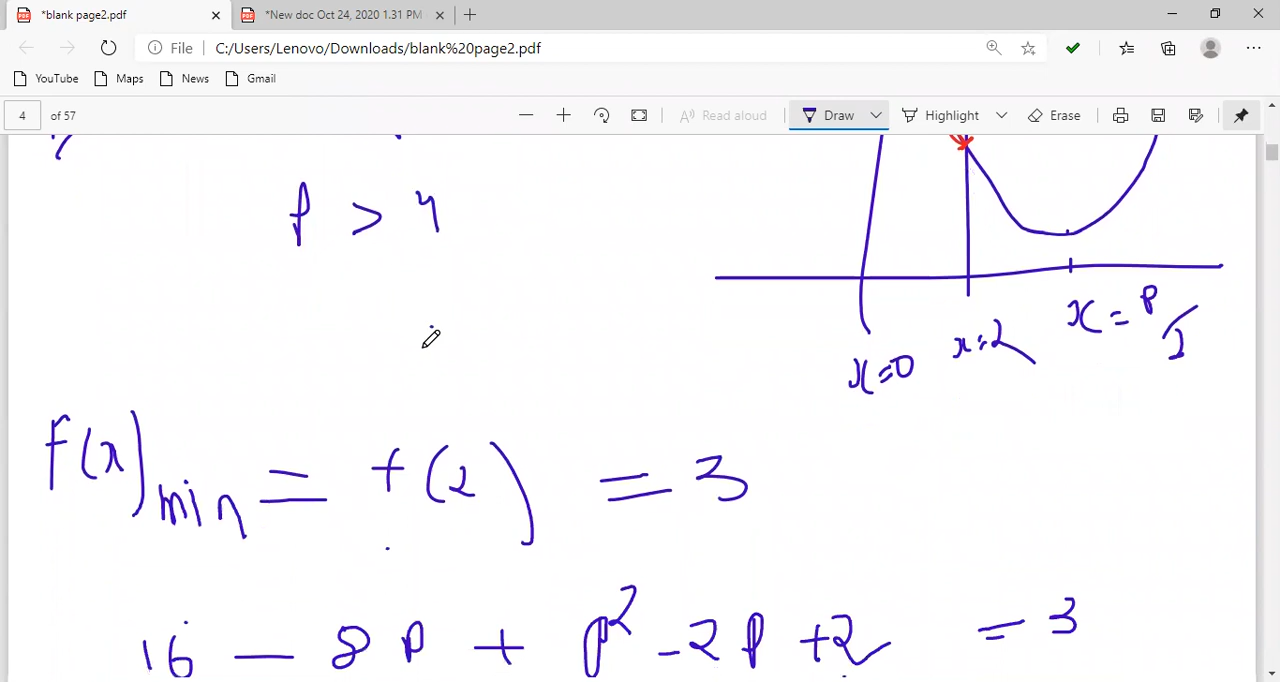 *blank page2.pdf
*New doc Oct 24, 2020 1.31 PM
File C:/Users/Lenovo/Downloads/blank%20page2.pdf
YouTube Maps News Gmail
4 of 57 Read aloud Draw Highlight Erase
P > 4
x=0 x=2 x = P/2
f(x)min = f(2) = 3
16 - 8P + P² - 2P + 2 = 3